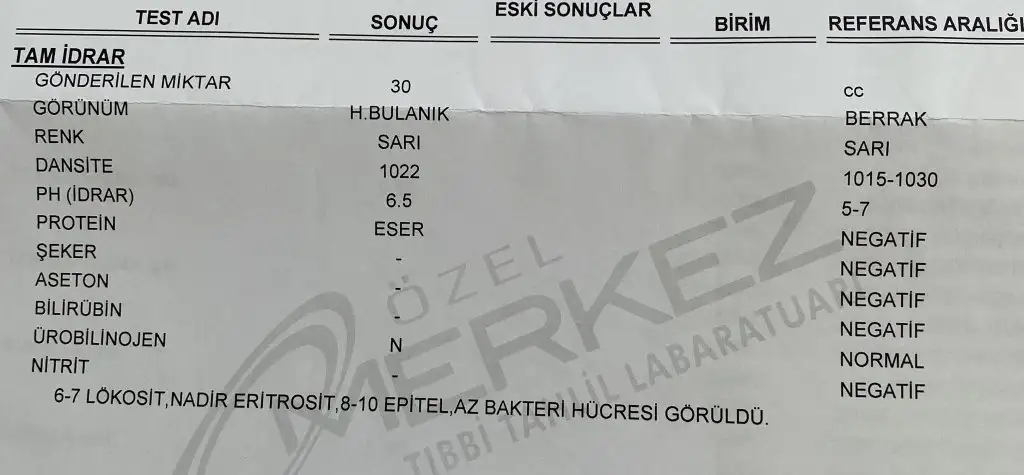 TEST ADI SONUÇ ESKİ SONUÇLAR BİRİM REFERANS ARALIĞI
TAM İDRAR
GÖNDERİLEN MİKTAR 30 cc
GÖRÜNÜM H.BULANIK BERRAK
RENK SARI SARI
DANSİTE 1022 1015-1030
PH (İDRAR) 6.5 5-7
PROTEİN ESER NEGATİF
ŞEKER - NEGATİF
ASETON - NEGATİF
BİLİRÜBİN - NEGATİF
ÜROBİLİNOJEN N NORMAL
NİTRİT - NEGATİF
6-7 LÖKOSİT,NADİR ERİTROSİT,8-10 EPİTEL,AZ BAKTERİ HÜCRESİ GÖRÜLDÜ.
ÖZEL
MERKEZ
TIBBİ TAHLİL LABARATUARI